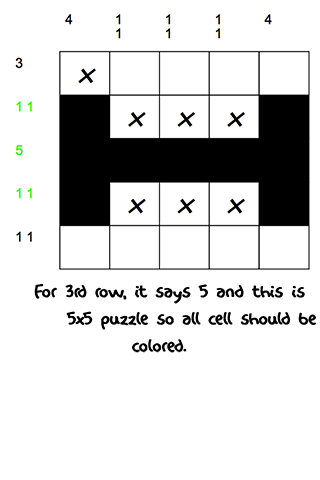 4 1 1 1 4
1 1 1
3
×
1 1
× × ×
5
1 1
× × ×
1 1
For 3rd row, it says 5 and this is
5x5 puzzle so all cell should be
colored.